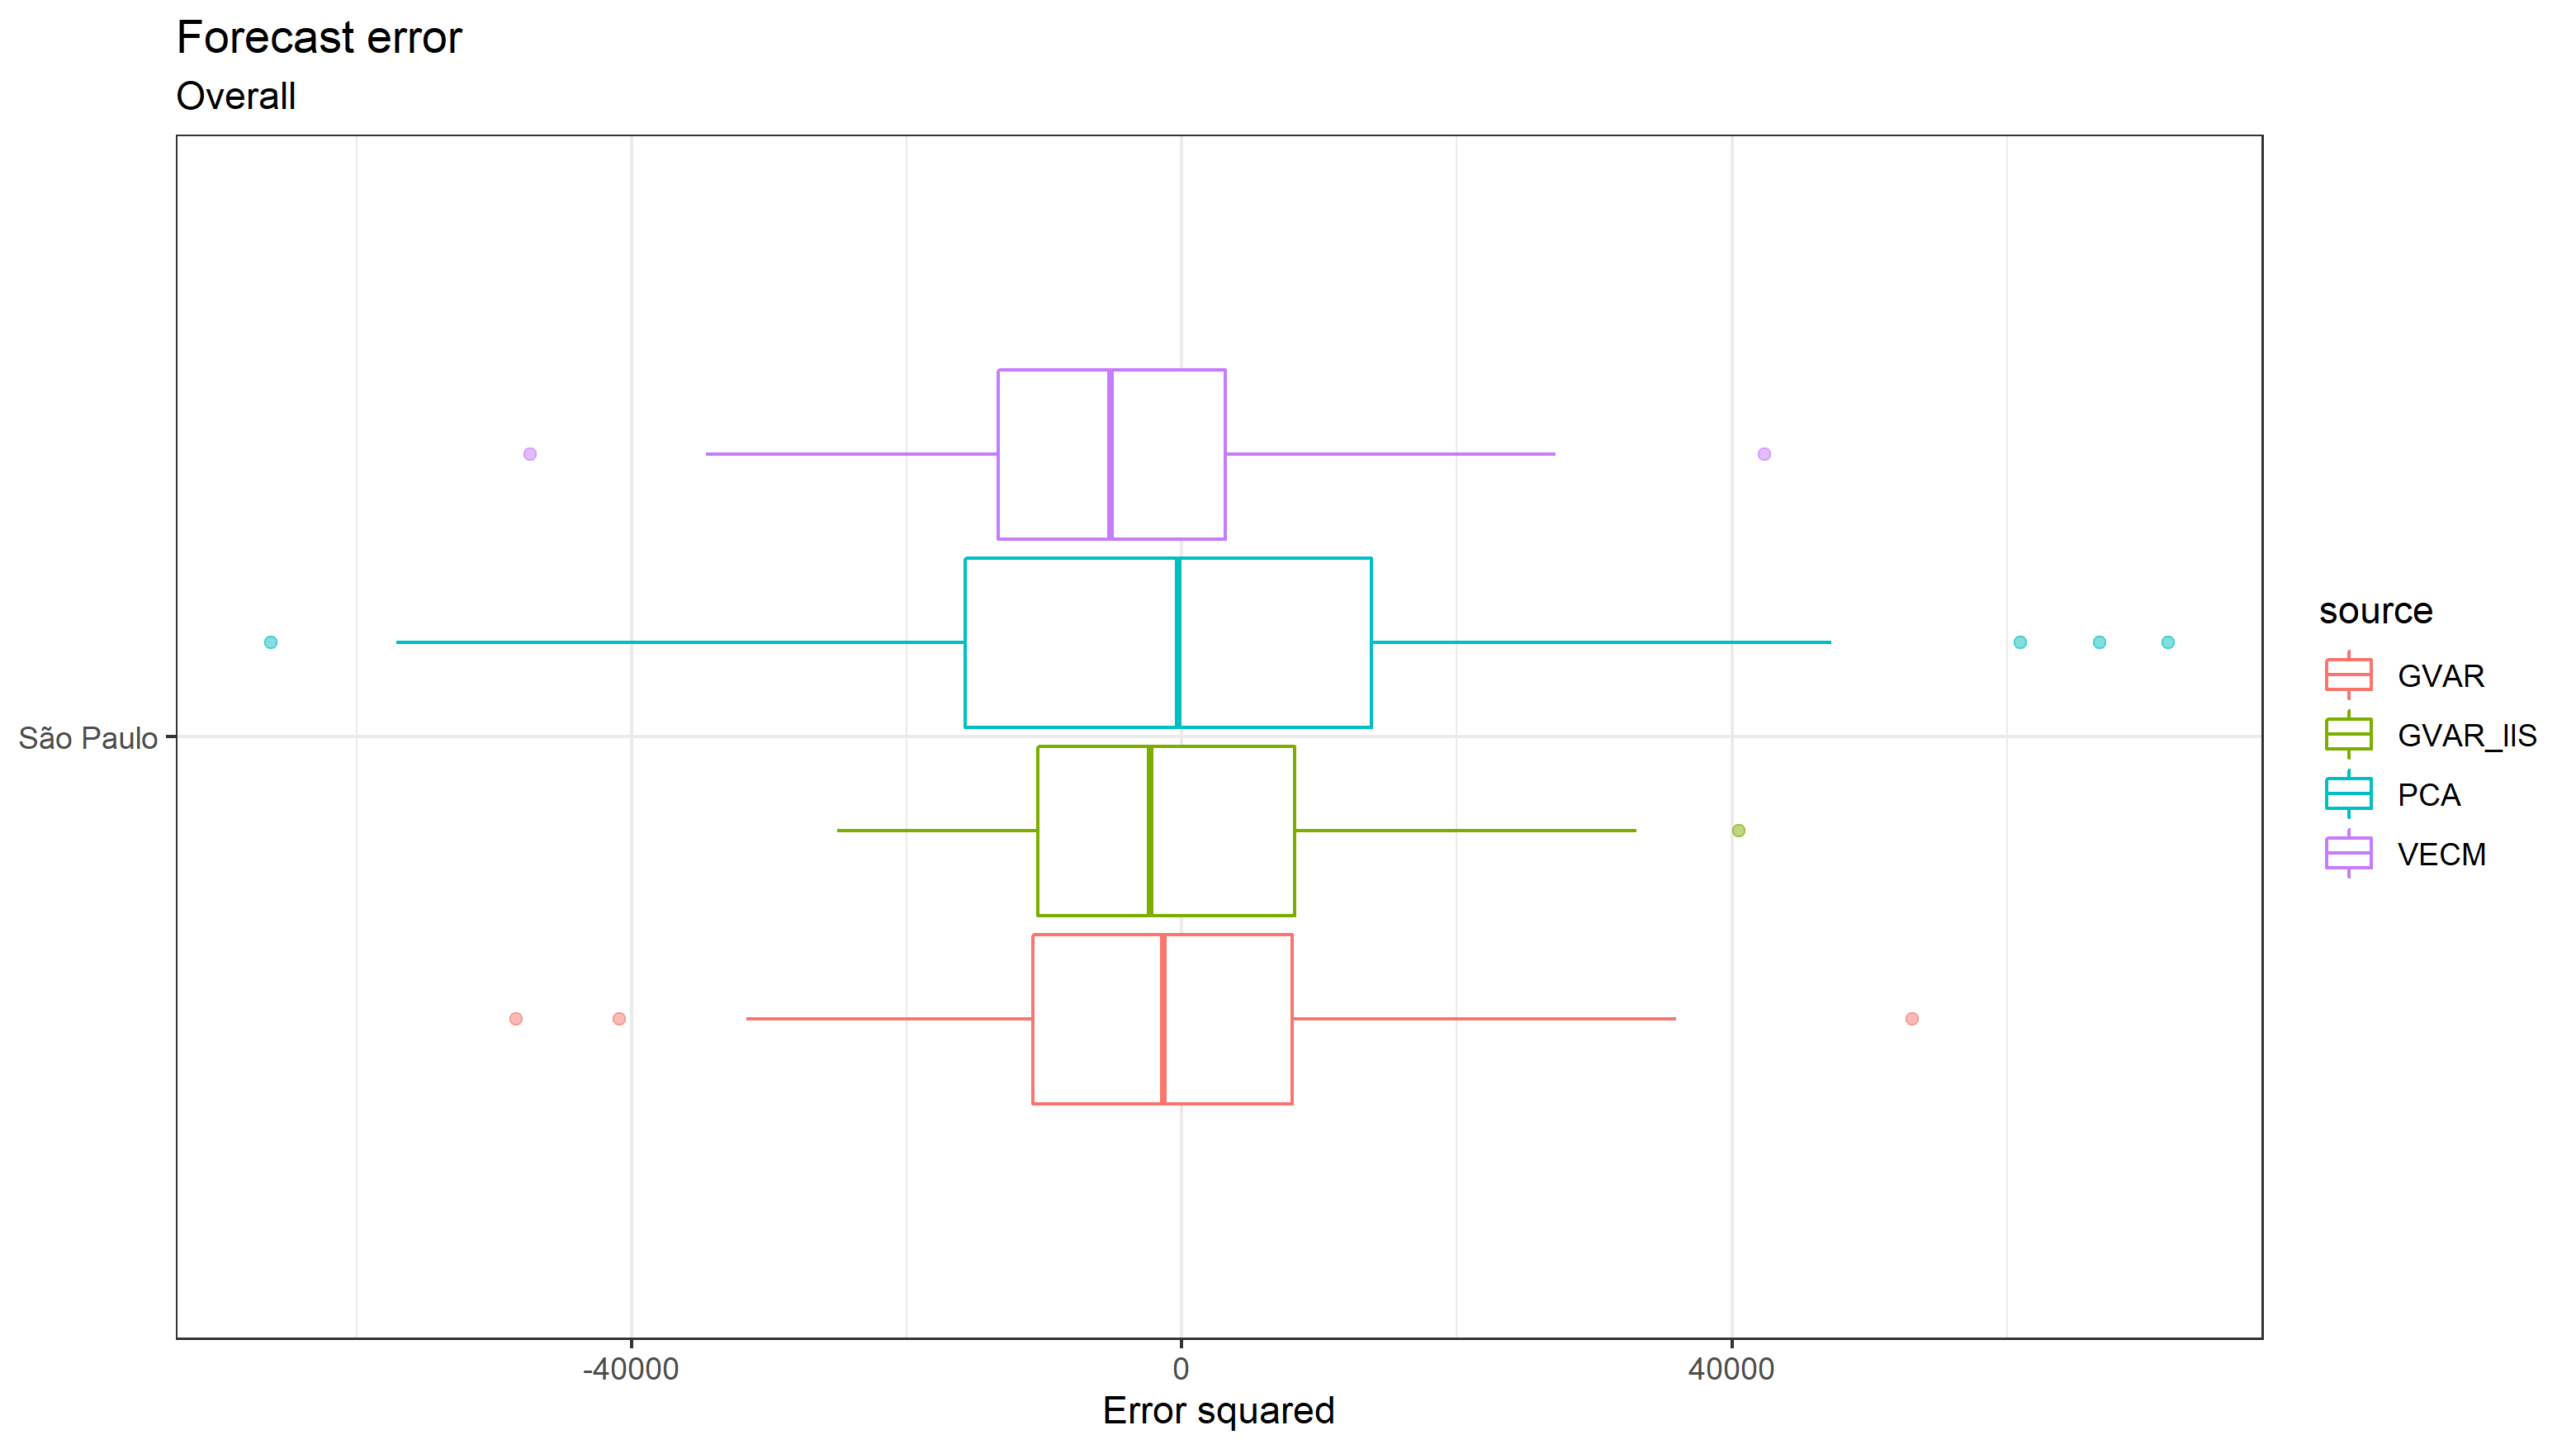 Forecast error
Overall
São Paulo
-40000
0
40000
Error squared
source
GVAR
GVAR_IIS
PCA
VECM